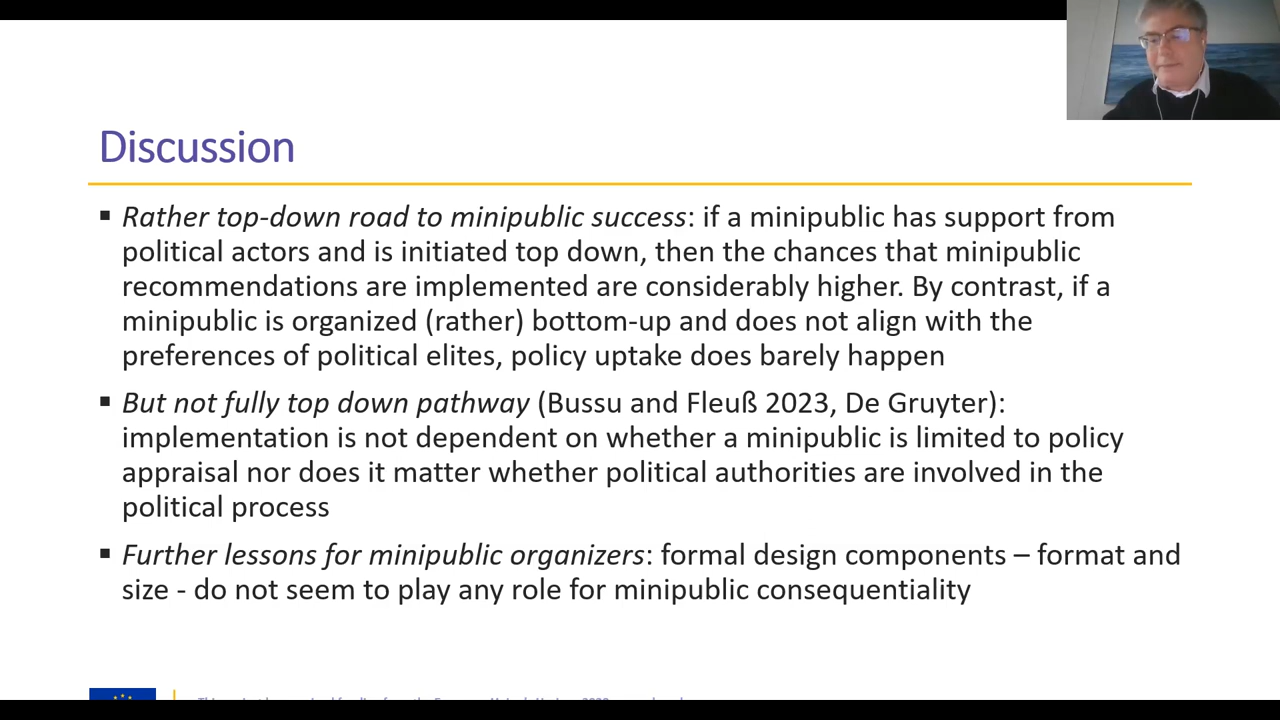 Discussion
▪ Rather top-down road to minipublic success: if a minipublic has support from
political actors and is initiated top down, then the chances that minipublic
recommendations are implemented are considerably higher. By contrast, if a
minipublic is organized (rather) bottom-up and does not align with the
preferences of political elites, policy uptake does barely happen
▪ But not fully top down pathway (Bussu and Fleuß 2023, De Gruyter):
implementation is not dependent on whether a minipublic is limited to policy
appraisal nor does it matter whether political authorities are involved in the
political process
▪ Further lessons for minipublic organizers: formal design components – format and
size - do not seem to play any role for minipublic consequentiality